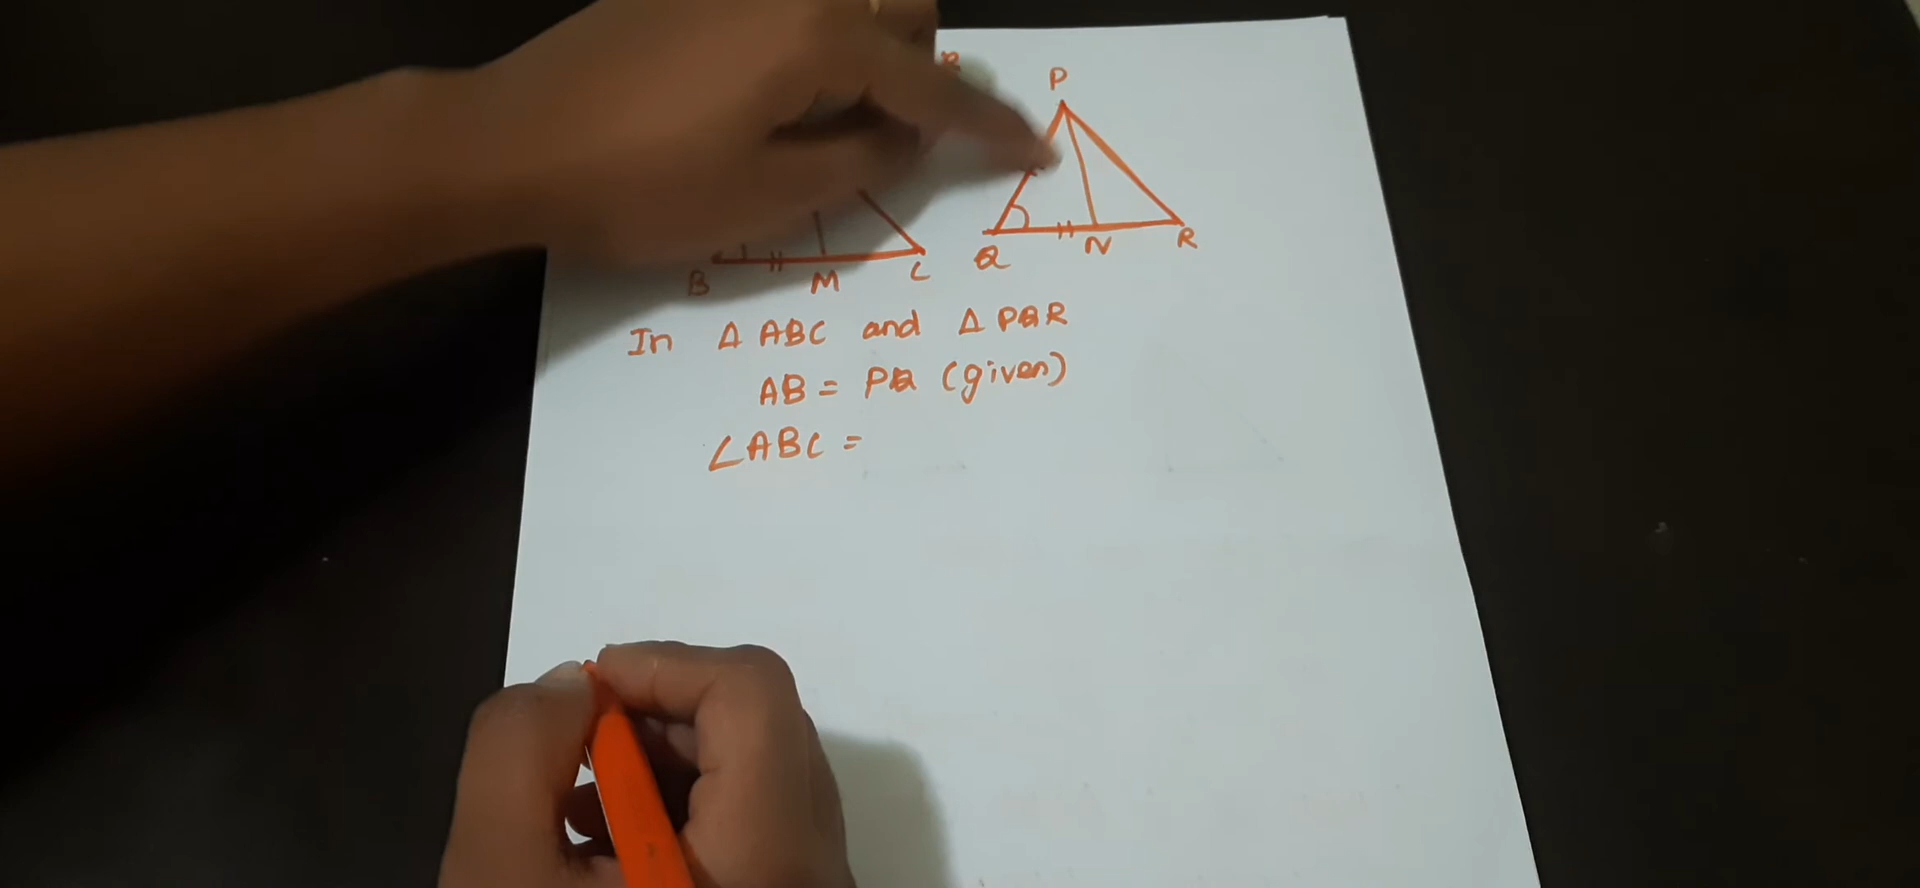 P
B M C Q N R
In Δ ABC and Δ PQR
AB = PQ (given)
∠ABC =